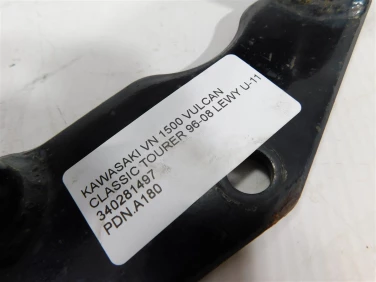 KAWASAKI VN 1500 VULCAN
CLASSIC TOURER 96-08 LEWY U-11
340281497
PDN.A180